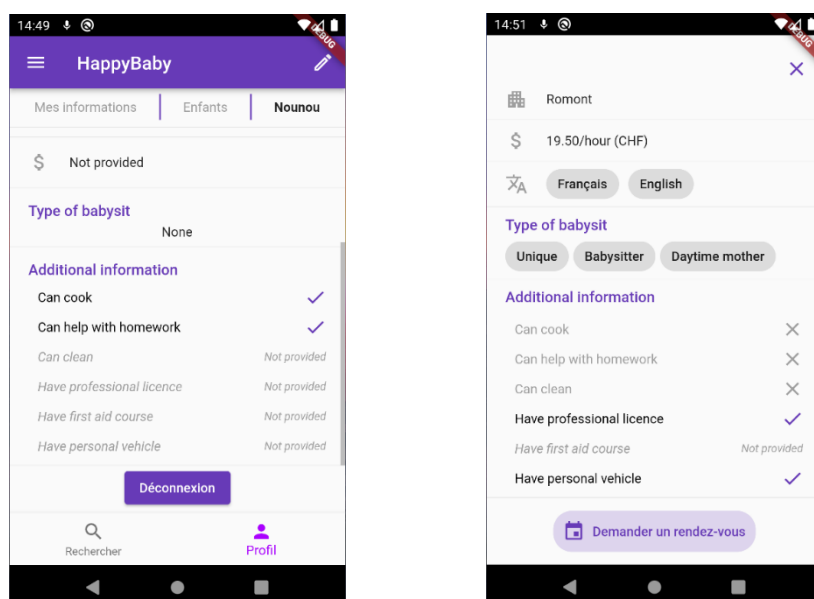 14:49
DEBUG
HappyBaby
Mes informations Enfants Nounou
$ Not provided
Type of babysit
None
Additional information
Can cook
Can help with homework
Can clean Not provided
Have professional licence Not provided
Have first aid course Not provided
Have personal vehicle Not provided
Déconnexion
Rechercher Profil
14:51
DEBUG
Romont
$ 19.50/hour (CHF)
Français English
Type of babysit
Unique Babysitter Daytime mother
Additional information
Can cook
Can help with homework
Can clean
Have professional licence
Have first aid course Not provided
Have personal vehicle
Demander un rendez-vous